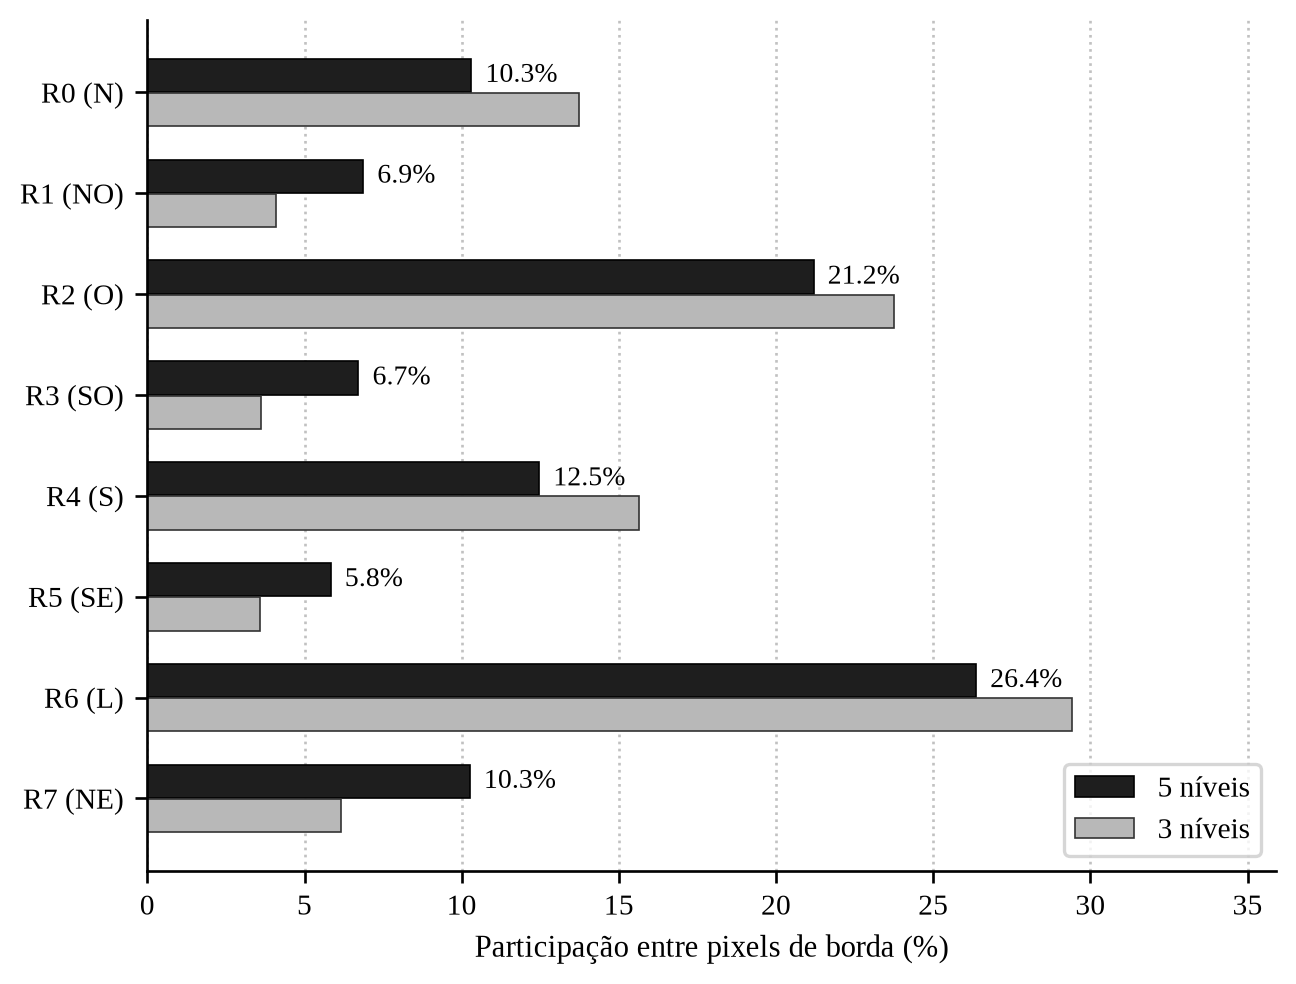 R0 (N)
10.3%
R1 (NO)
6.9%
R2 (O)
21.2%
R3 (SO)
6.7%
R4 (S)
12.5%
R5 (SE)
5.8%
R6 (L)
26.4%
R7 (NE)
10.3%
5 níveis
3 níveis
0 5 10 15 20 25 30 35
Participação entre pixels de borda (%)